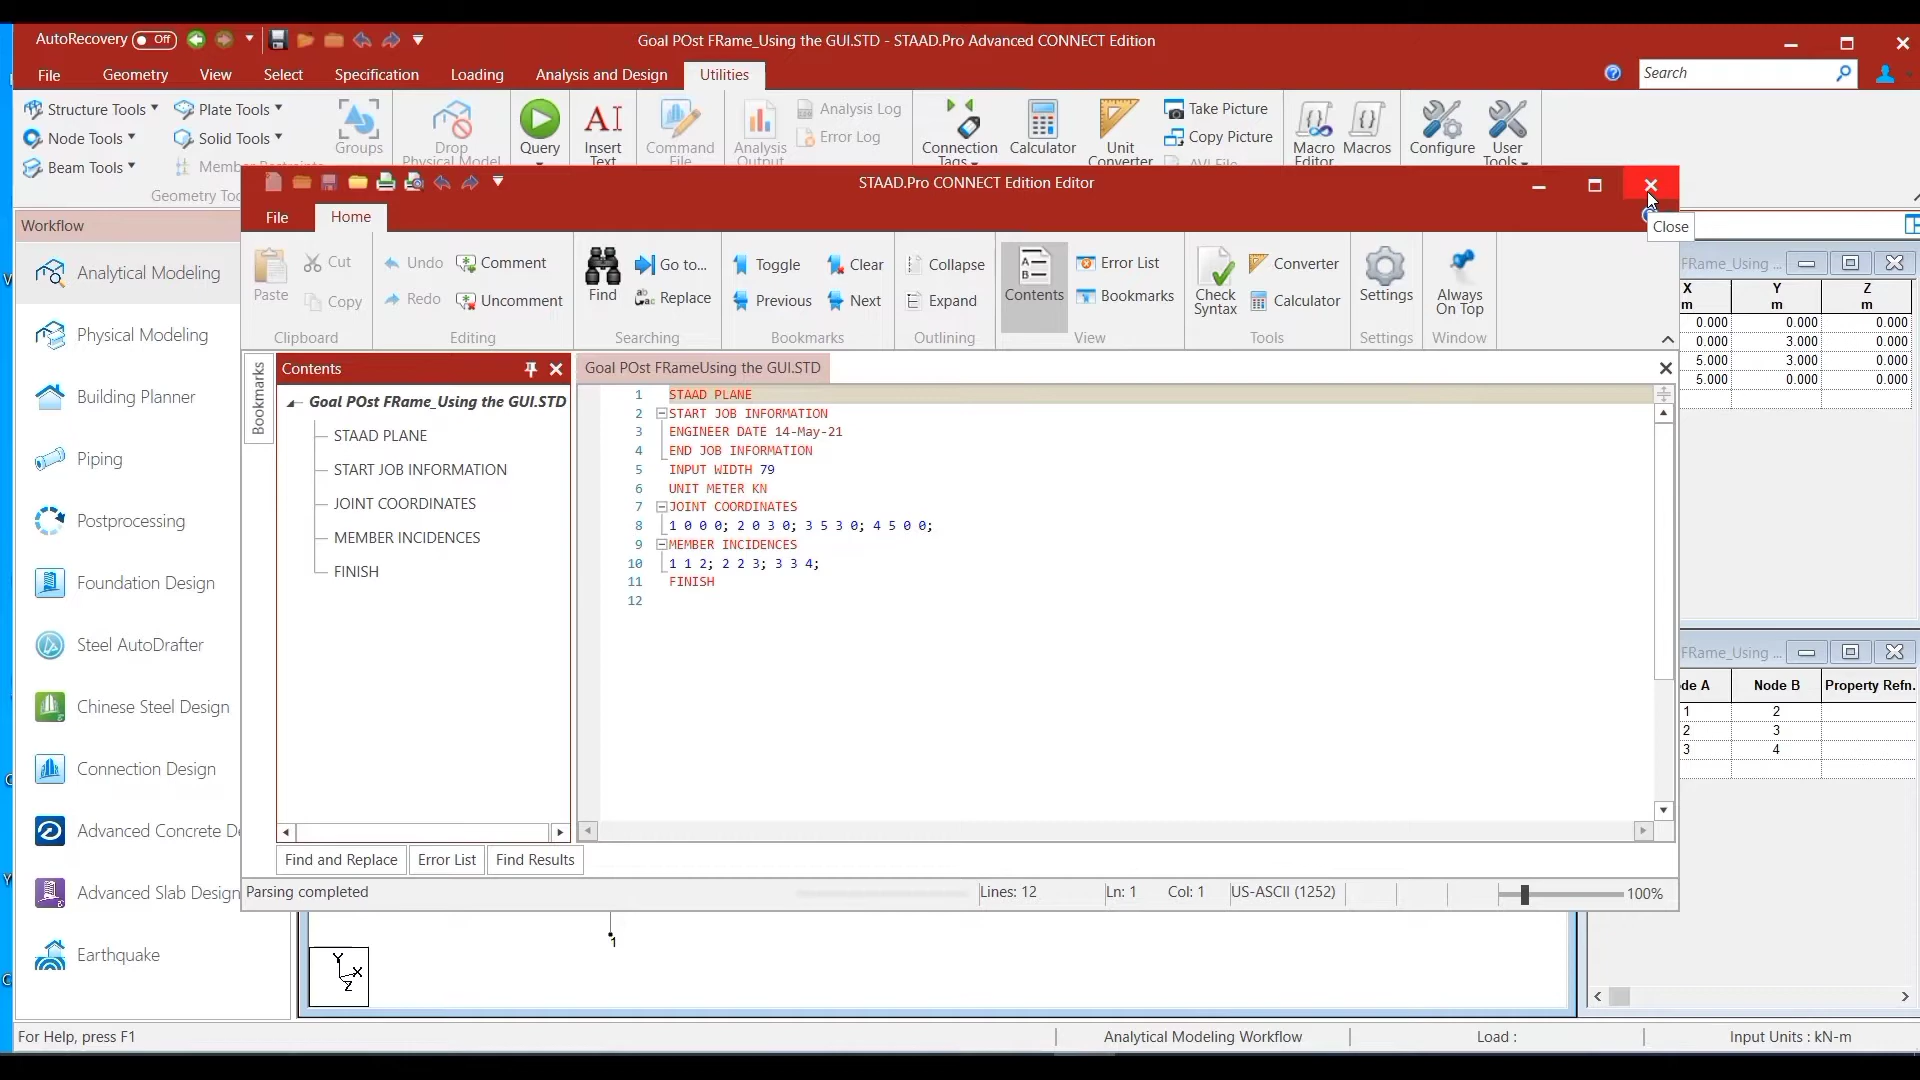 AutoRecovery Off
Goal POst FRame_Using the GUI.STD - STAAD.Pro Advanced CONNECT Edition
File Geometry View Select Specification Loading Analysis and Design Utilities
Search
Structure Tools
Node Tools
Beam Tools
Plate Tools
Solid Tools
Groups
Drop
Physical Model
Query
Insert
Text
Command
File
Analysis
Output
Analysis Log
Error Log
Connection
Tags
Calculator
Unit
Converter
Take Picture
Copy Picture
AVI File
Macro
Editor
Macros
Configure
User
Tools
STAAD.Pro CONNECT Edition Editor
File Home
Close
Paste
Cut
Copy
Clipboard
Undo
Redo
Comment
Uncomment
Editing
Find
Go to...
Replace
Searching
Toggle
Previous
Clear
Next
Bookmarks
Collapse
Expand
Outlining
Contents
Error List
Bookmarks
View
Check
Syntax
Converter
Calculator
Tools
Settings
Settings
Always
On Top
Window
Workflow
Analytical Modeling
Physical Modeling
Building Planner
Piping
Postprocessing
Foundation Design
Steel AutoDrafter
Chinese Steel Design
Connection Design
Advanced Concrete
Advanced Slab Design
Earthquake
Bookmarks
Contents
Goal POst FRame_Using the GUI.STD
STAAD PLANE
START JOB INFORMATION
JOINT COORDINATES
MEMBER INCIDENCES
FINISH
Goal POst FRameUsing the GUI.STD
1 STAAD PLANE
2 START JOB INFORMATION
3 ENGINEER DATE 14-May-21
4 END JOB INFORMATION
5 INPUT WIDTH 79
6 UNIT METER KN
7 JOINT COORDINATES
8 1 0 0 0; 2 0 3 0; 3 5 3 0; 4 5 0 0;
9 MEMBER INCIDENCES
10 1 1 2; 2 2 3; 3 3 4;
11 FINISH
12
Find and Replace Error List Find Results
Parsing completed Lines: 12 Ln: 1 Col: 1 US-ASCII (1252) 100%
FRame_Using ...
X Y Z
m m m
0.000 0.000 0.000
0.000 3.000 0.000
5.000 3.000 0.000
5.000 0.000 0.000
FRame_Using ...
de A Node B Property Refn.
1 2
2 3
3 4
1
Y
X
Z
For Help, press F1 Analytical Modeling Workflow Load : Input Units : kN-m